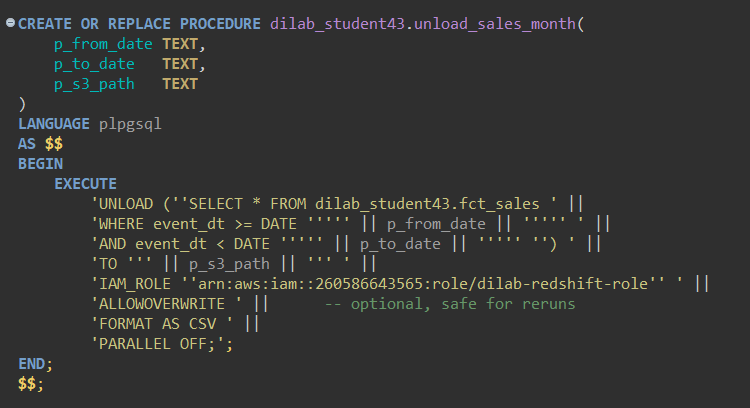 CREATE OR REPLACE PROCEDURE dilab_student43.unload_sales_month(
    p_from_date TEXT,
    p_to_date   TEXT,
    p_s3_path   TEXT
)
LANGUAGE plpgsql
AS $$
BEGIN
    EXECUTE
        'UNLOAD (''SELECT * FROM dilab_student43.fct_sales ' ||
        'WHERE event_dt >= DATE ''''' || p_from_date || ''''' ' ||
        'AND event_dt < DATE ''''' || p_to_date || ''''' '') ' ||
        'TO ''' || p_s3_path || ''' ' ||
        'IAM_ROLE ''arn:aws:iam::260586643565:role/dilab-redshift-role'' ' ||
        'ALLOWOVERWRITE ' ||      -- optional, safe for reruns
        'FORMAT AS CSV ' ||
        'PARALLEL OFF;';
END;
$$;